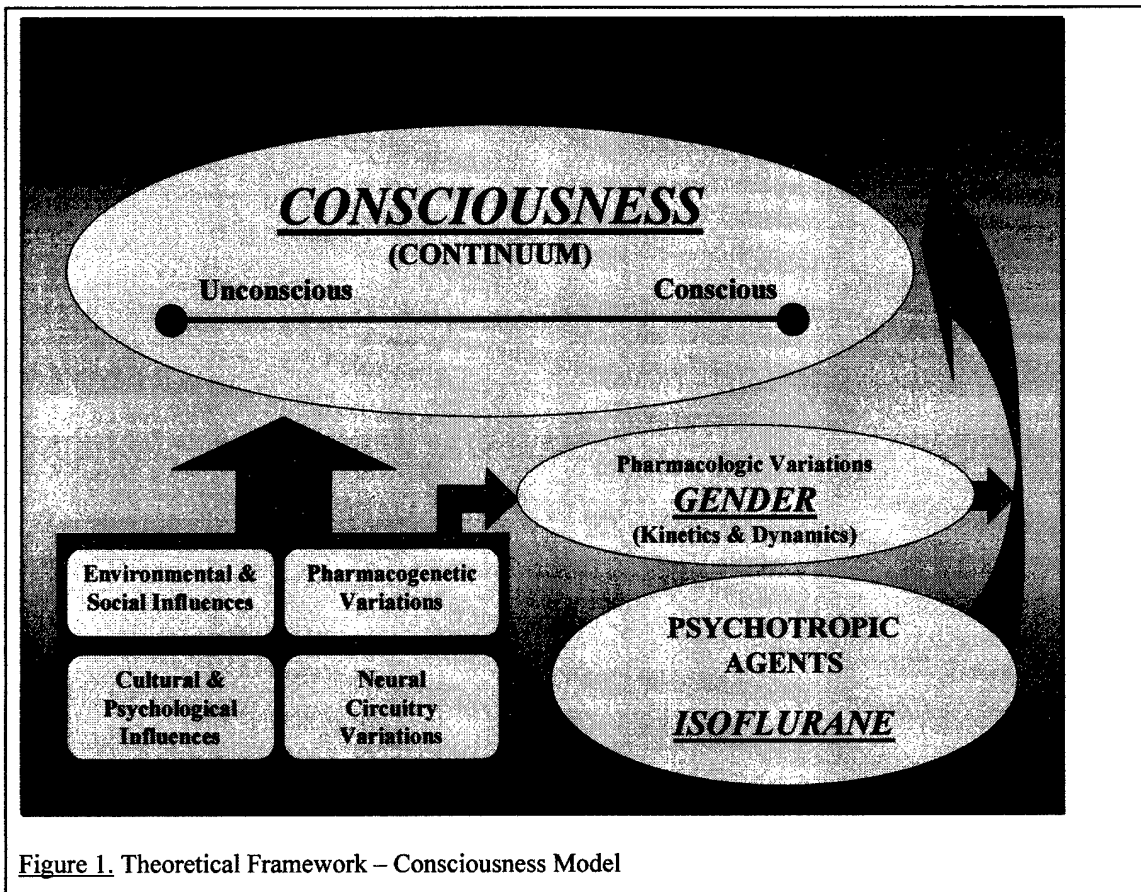 CONSCIOUSNESS
(CONTINUUM)
Unconscious
Conscious
Pharmacologic Variations
GENDER
(Kinetics & Dynamics)
Environmental &
Social Influences
Pharmacogenetic
Variations
Cultural &
Psychological
Influences
Neural
Circuitry
Variations
PSYCHOTROPIC
AGENTS
ISOFLURANE
Figure 1. Theoretical Framework – Consciousness Model